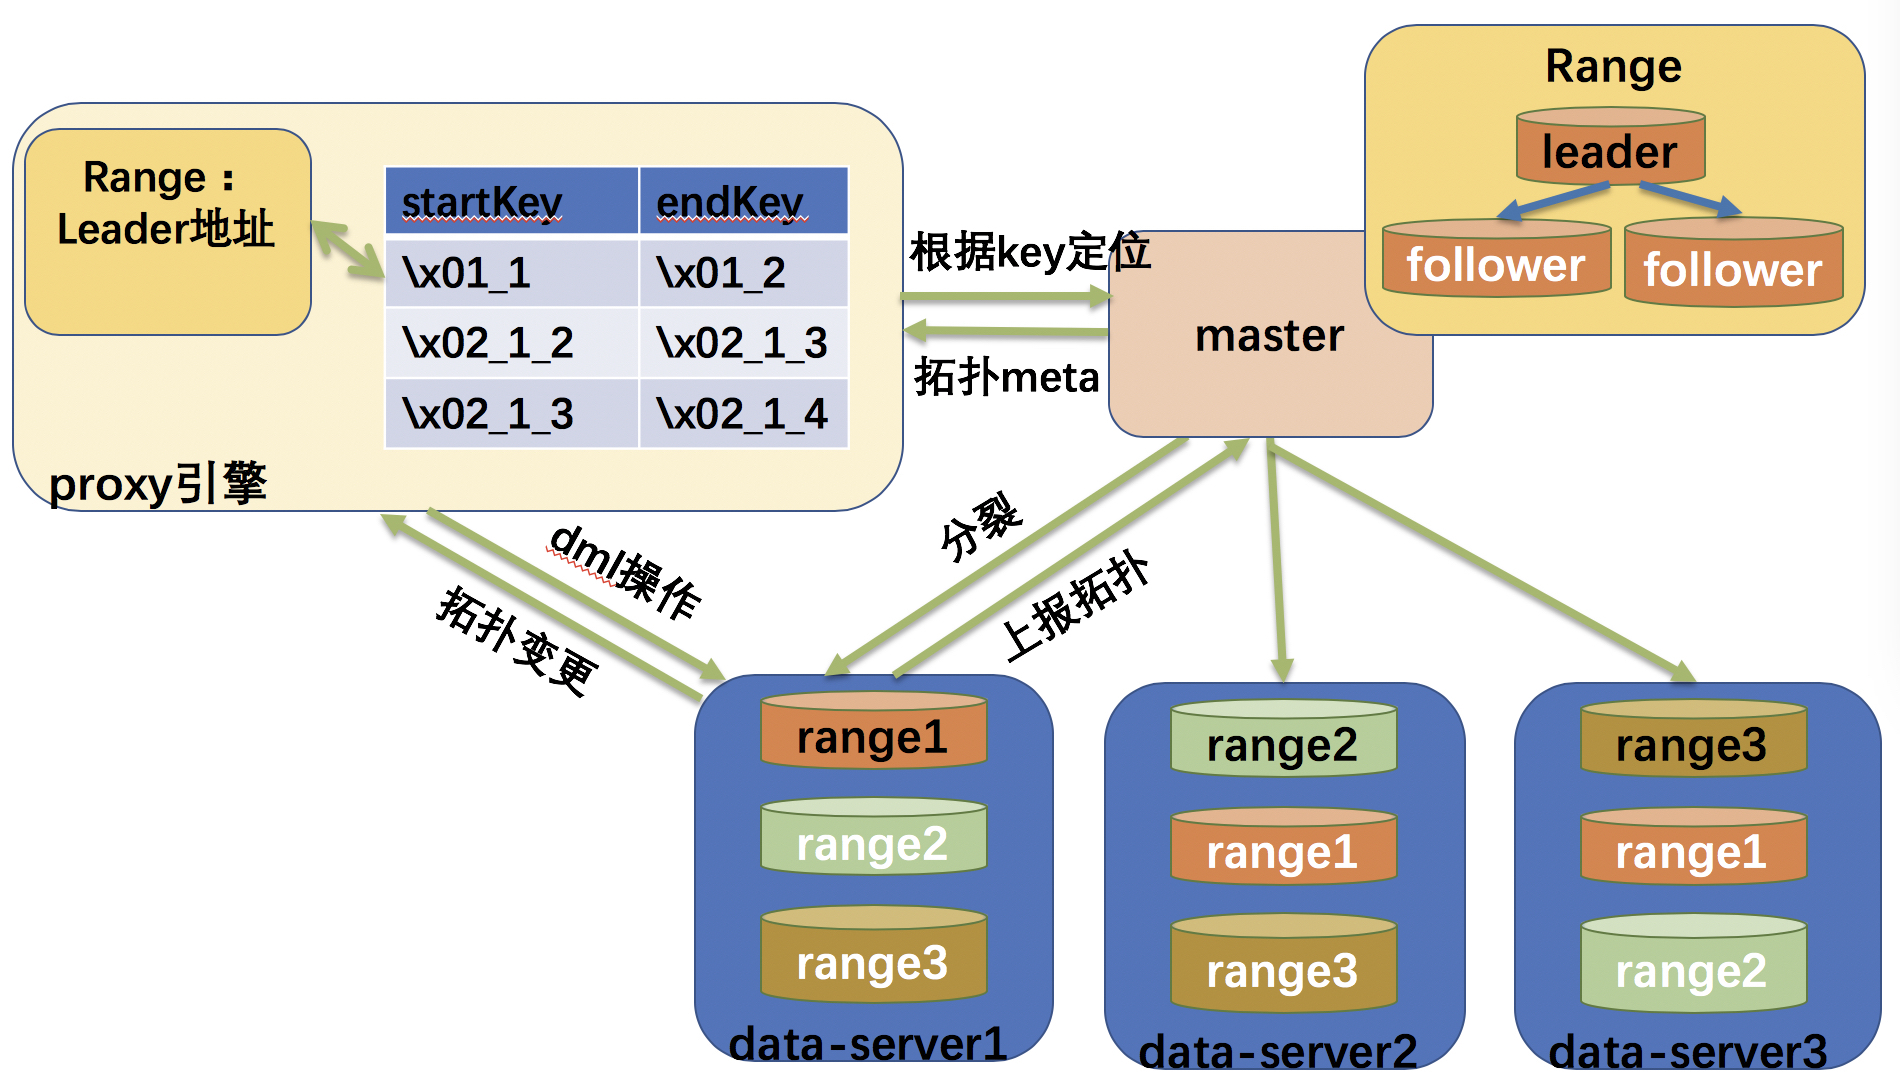 Range：
Leader地址
startKey endKey
\x01_1 \x01_2
\x02_1_2 \x02_1_3
\x02_1_3 \x02_1_4
proxy引擎
根据key定位
拓扑meta
master
Range
leader
follower follower
dml操作
拓扑变更
分裂
上报拓扑
range1
range2
range3
data-server1
range2
range1
range3
data-server2
range3
range1
range2
data-server3